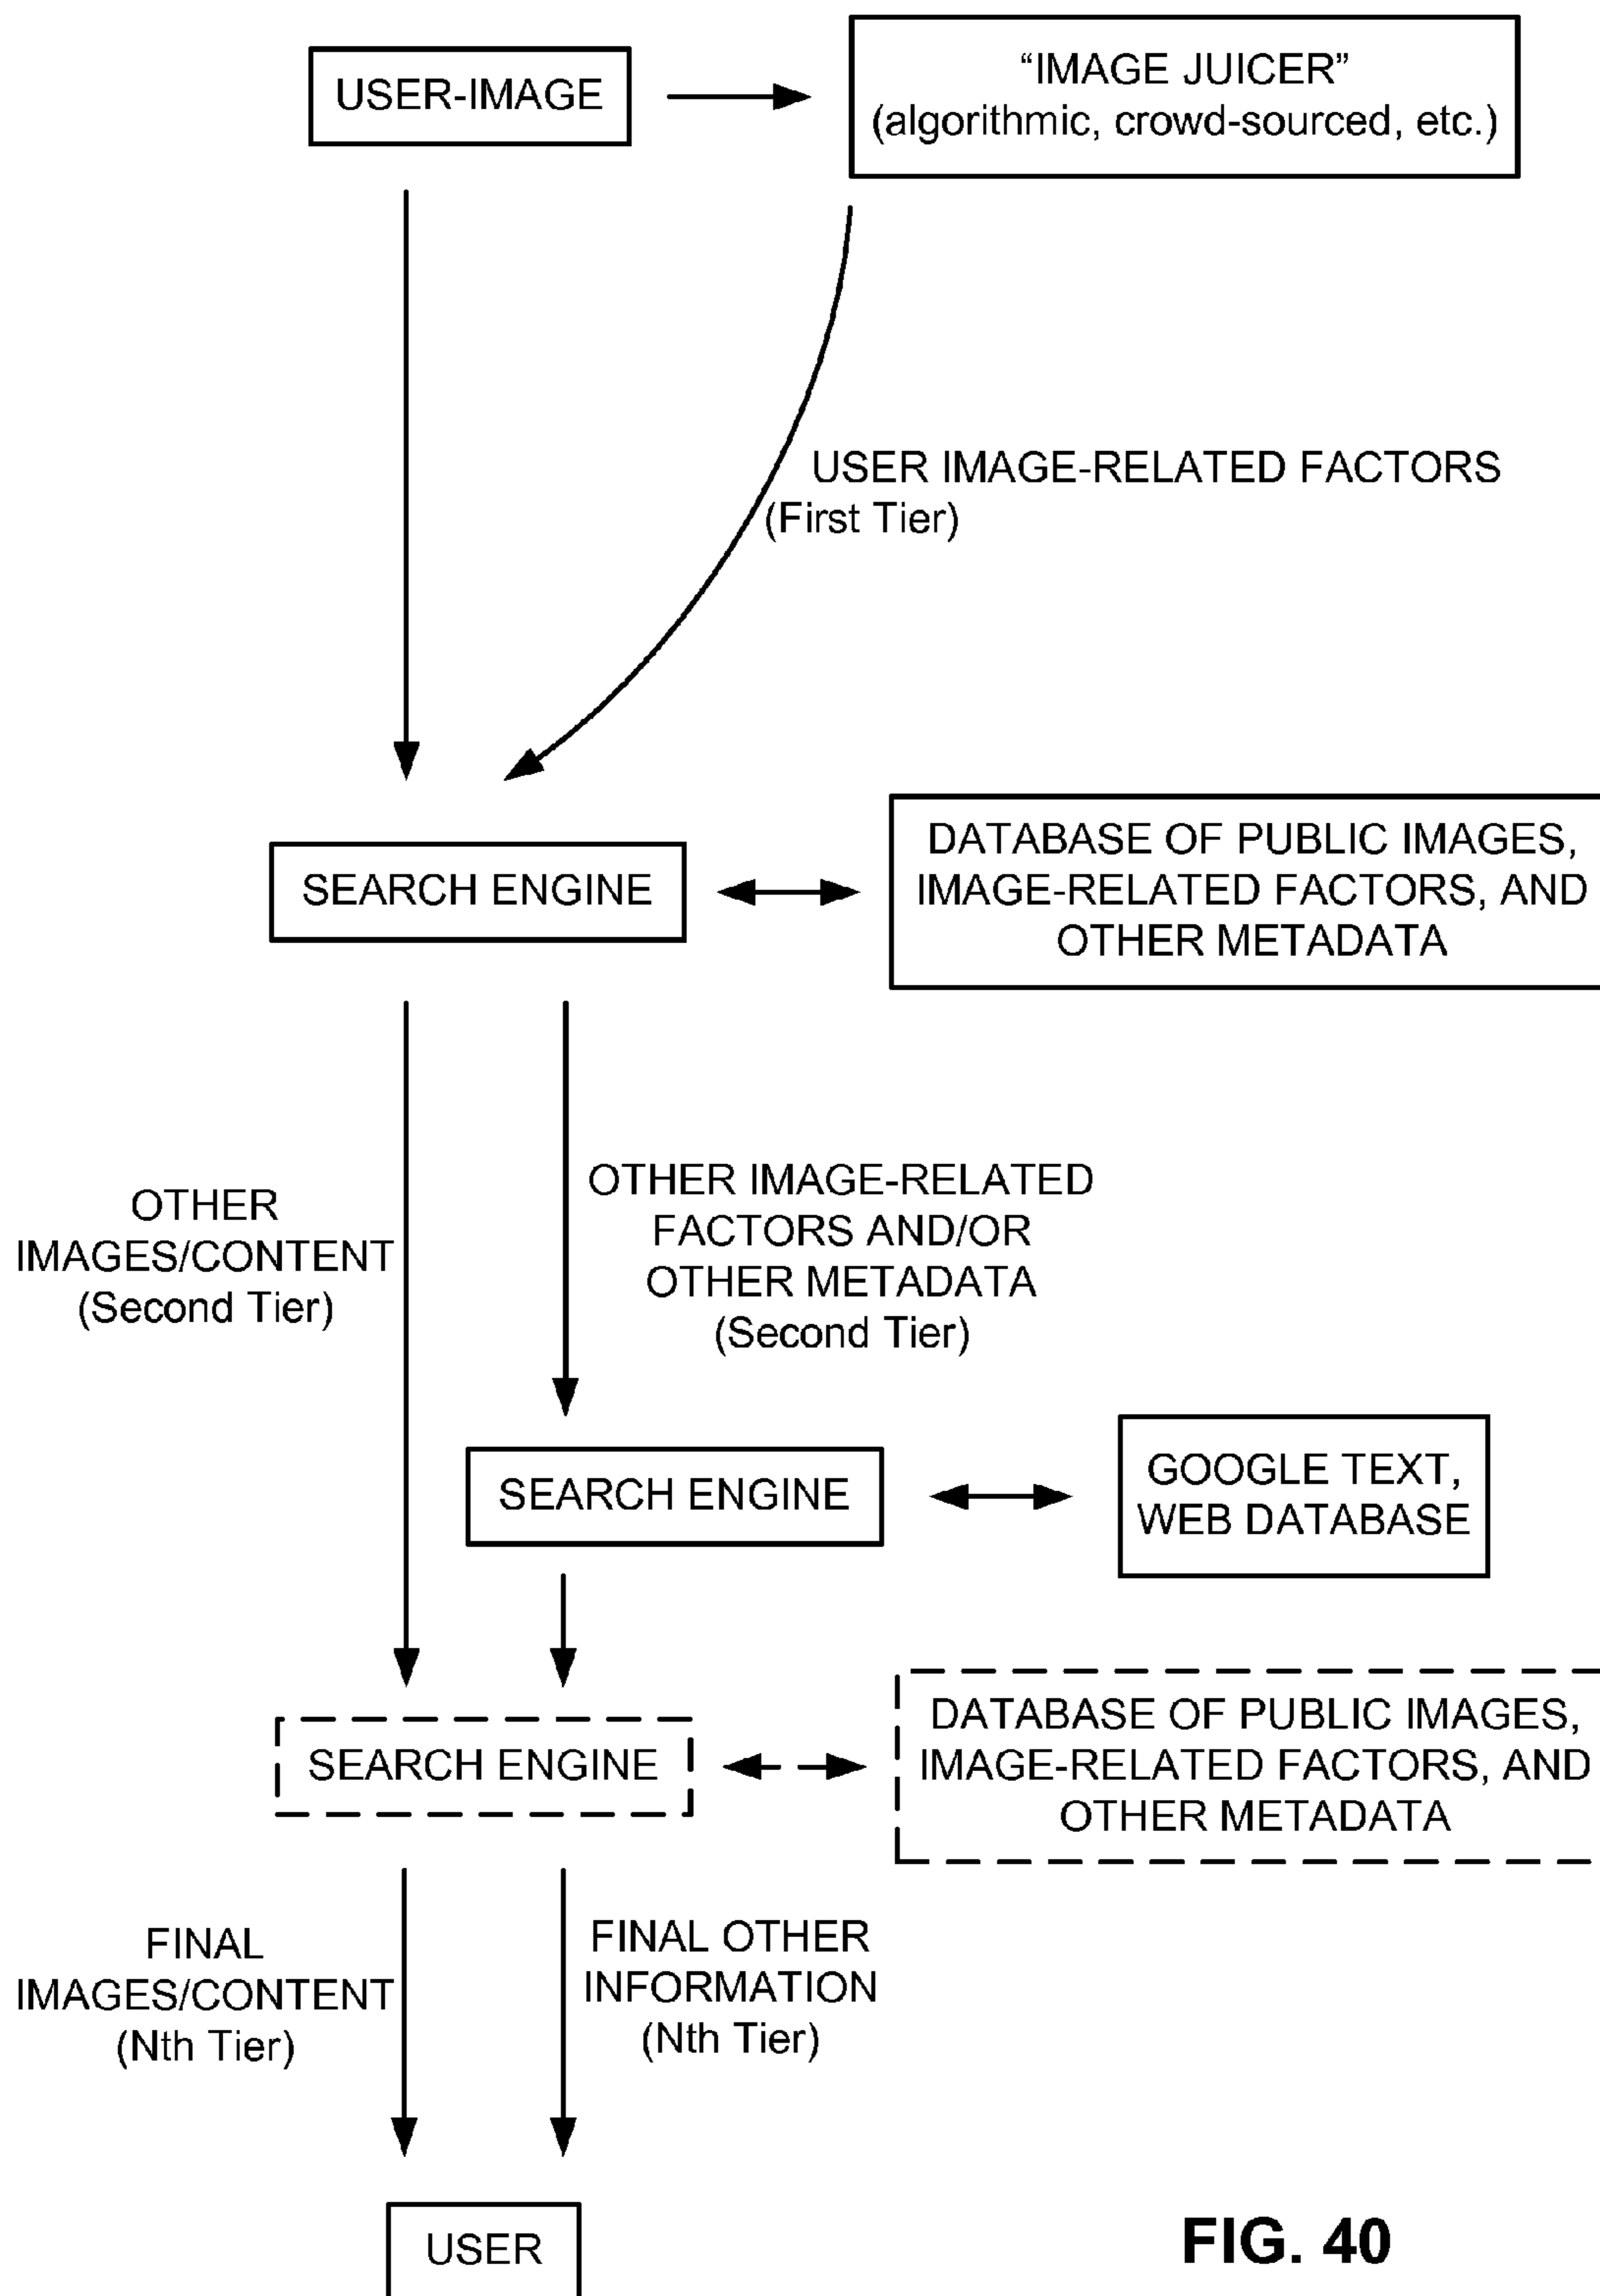 USER-IMAGE
“IMAGE JUICER”
(algorithmic, crowd-sourced, etc.)
USER IMAGE-RELATED FACTORS
(First Tier)
SEARCH ENGINE
DATABASE OF PUBLIC IMAGES,
IMAGE-RELATED FACTORS, AND
OTHER METADATA
OTHER
IMAGES/CONTENT
(Second Tier)
OTHER IMAGE-RELATED
FACTORS AND/OR
OTHER METADATA
(Second Tier)
SEARCH ENGINE
GOOGLE TEXT,
WEB DATABASE
SEARCH ENGINE
DATABASE OF PUBLIC IMAGES,
IMAGE-RELATED FACTORS, AND
OTHER METADATA
FINAL
IMAGES/CONTENT
(Nth Tier)
FINAL OTHER
INFORMATION
(Nth Tier)
USER
FIG. 40